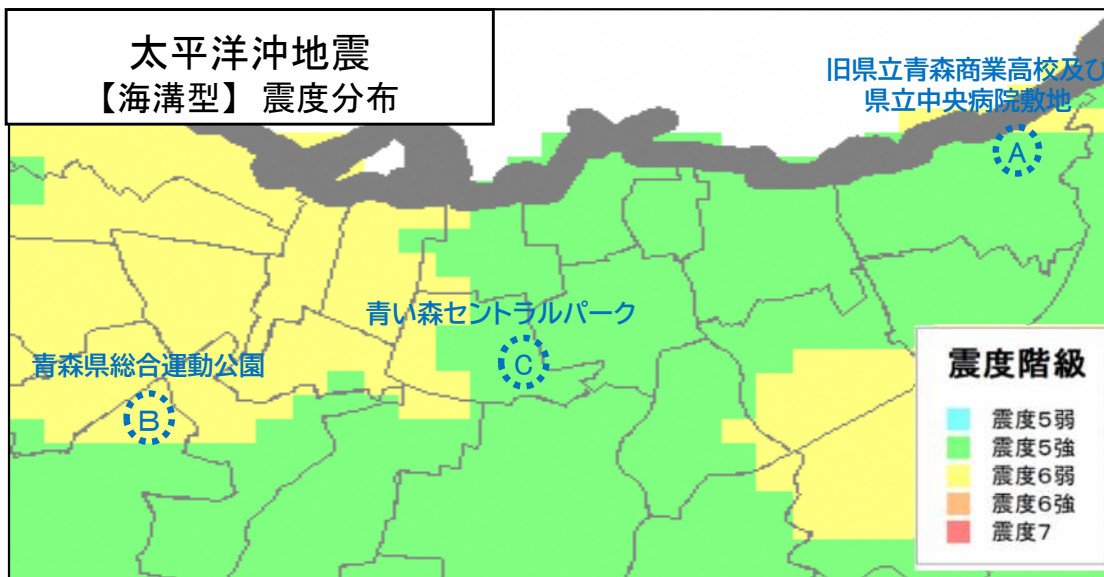 太平洋沖地震
【海溝型】 震度分布
旧県立青森商業高校及び
県立中央病院敷地
A
青い森セントラルパーク
C
青森県総合運動公園
B
震度階級
震度5弱
震度5強
震度6弱
震度6強
震度7